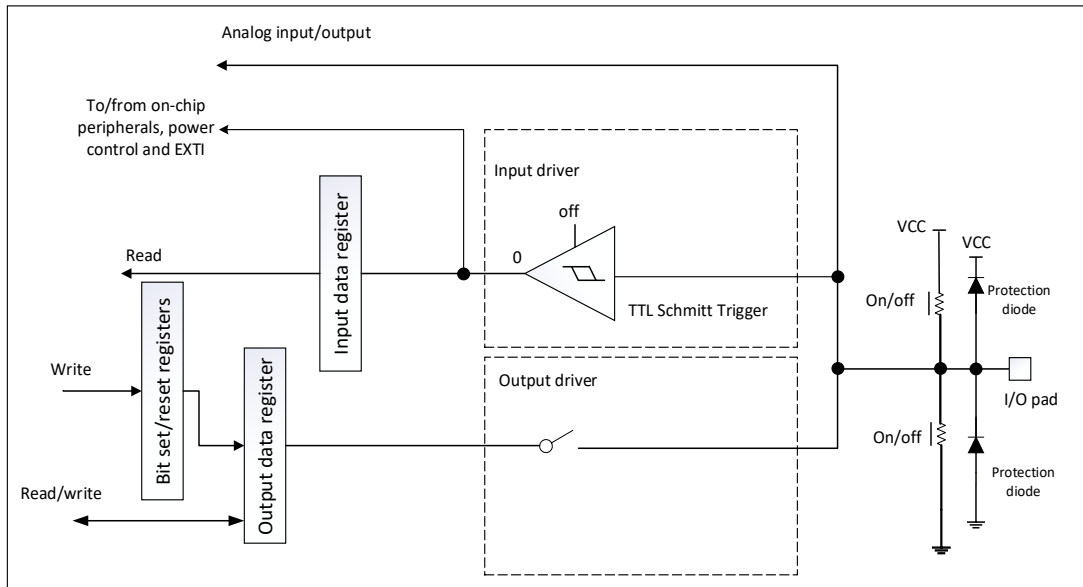 Analog input/output
To/from on-chip
peripherals, power
control and EXTI
Input driver
off
Input data register
VCC
VCC
Read
0
On/off
Protection
diode
TTL Schmitt Trigger
Bit set/reset registers
Write
Output data register
Output driver
I/O pad
On/off
Protection
diode
Read/write